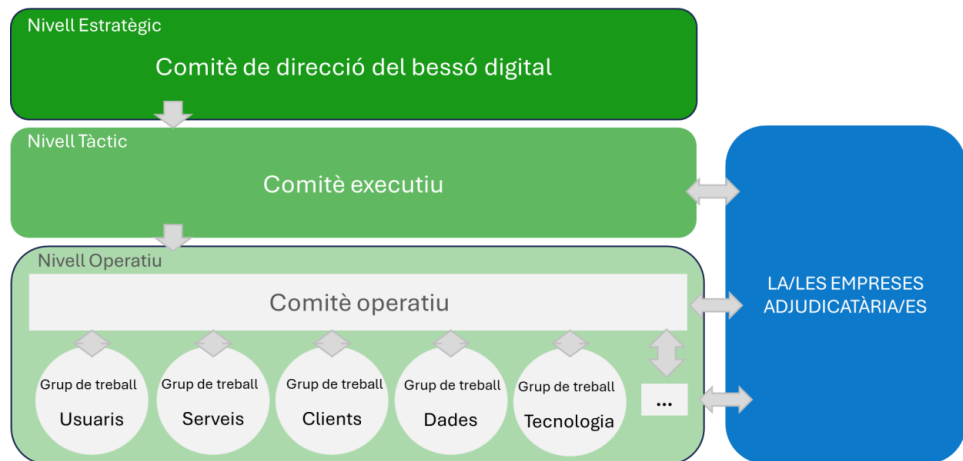 Nivell Estratègic
Comitè de direcció del bessó digital
Nivell Tàctic
Comitè executiu
Nivell Operatiu
Comitè operatiu
LA/LES EMPRESES
ADJUDICATÀRIA/ES
Grup de treball
Usuaris
Grup de treball
Serveis
Grup de treball
Clients
Grup de treball
Dades
Grup de treball
Tecnologia
...